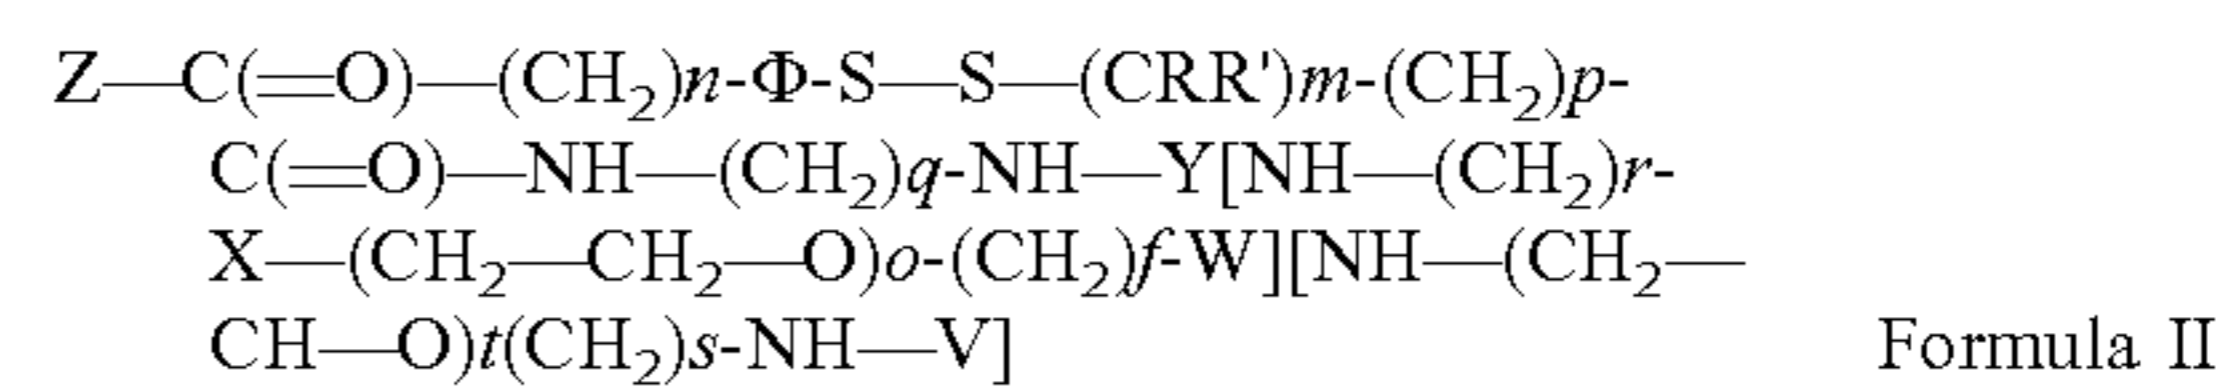 Z—C(=O)—(CH₂)n-Φ-S—S—(CRR')m-(CH₂)p-
C(=O)—NH—(CH₂)q-NH—Y[NH—(CH₂)r-
X—(CH₂—CH₂—O)o-(CH₂)f-W][NH—(CH₂—
CH—O)t(CH₂)s-NH—V] Formula II